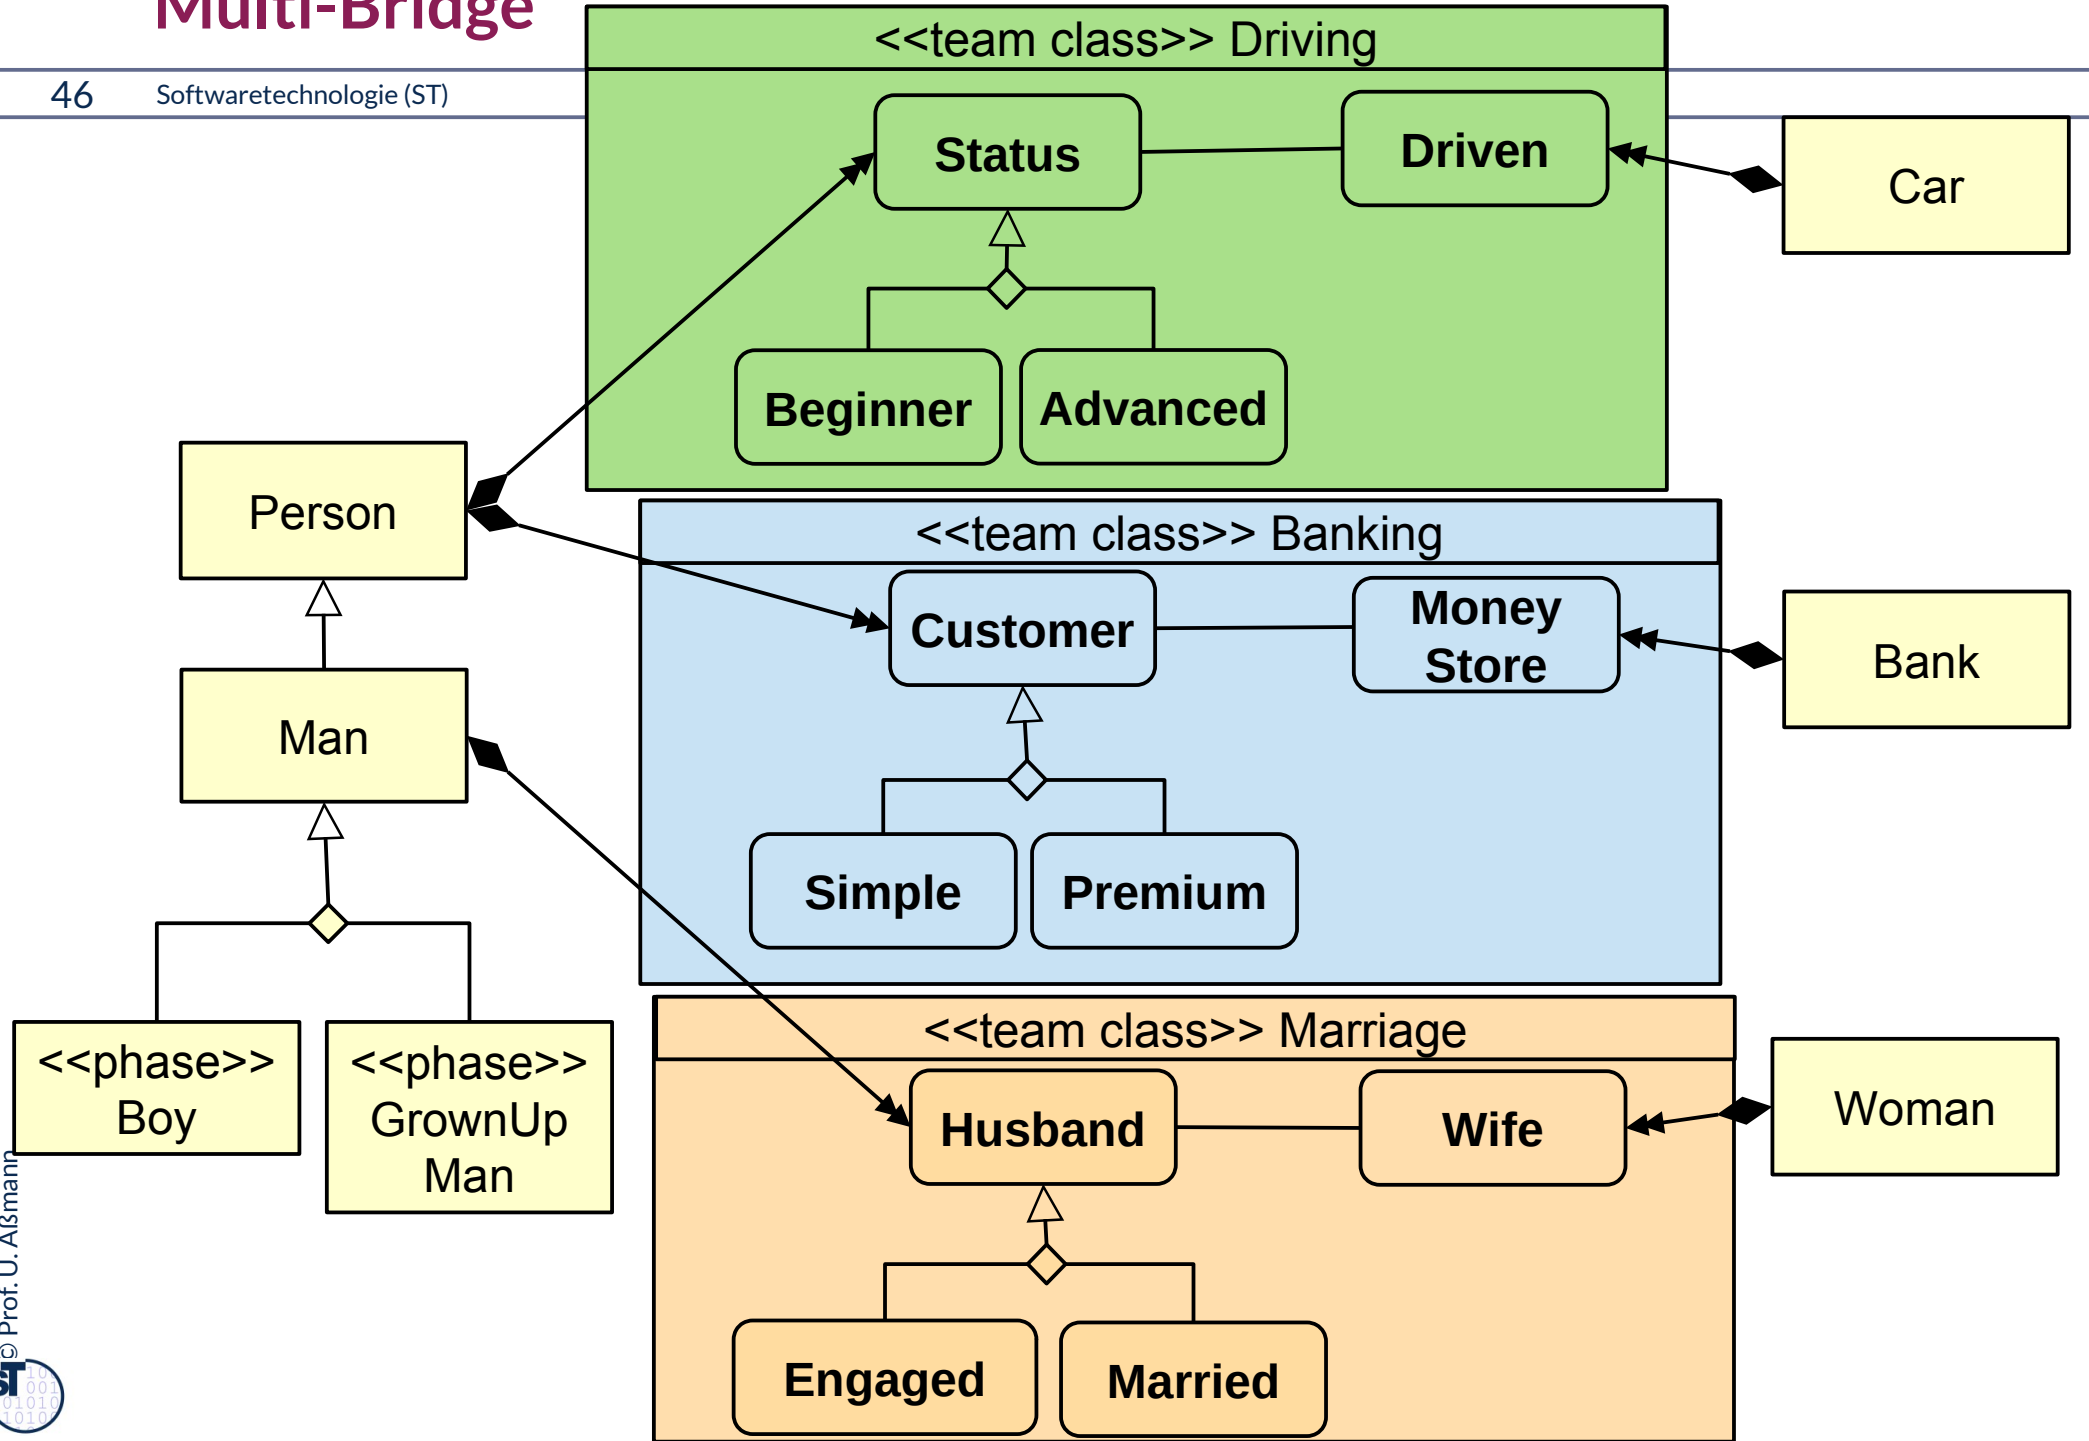 Multi-Bridge
46 Softwaretechnologie (ST)
<<team class>> Driving
Status
Driven
Car
Beginner
Advanced
Person
<<team class>> Banking
Customer
Money
Store
Bank
Man
Simple
Premium
<<phase>>
Boy
<<phase>>
GrownUp
Man
<<team class>> Marriage
Husband
Wife
Woman
Engaged
Married
© Prof. U. Aßmann
ST